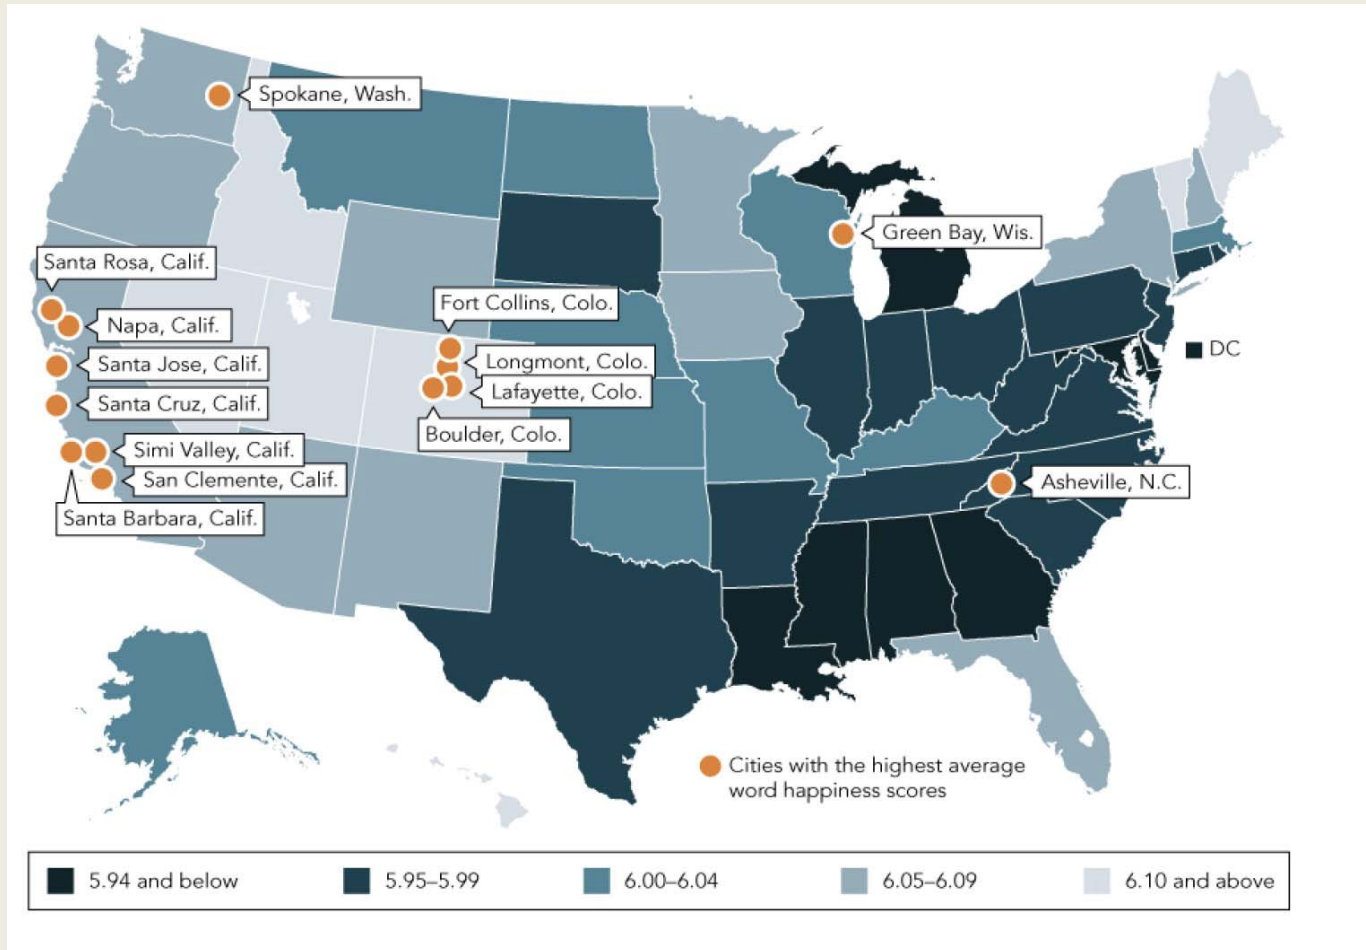 Spokane, Wash.
Green Bay, Wis.
Santa Rosa, Calif.
Fort Collins, Colo.
Napa, Calif.
DC
Santa Jose, Calif.
Longmont, Colo.
Lafayette, Colo.
Santa Cruz, Calif.
Boulder, Colo.
Simi Valley, Calif.
San Clemente, Calif.
Asheville, N.C.
Santa Barbara, Calif.
Cities with the highest average
word happiness scores
5.94 and below
5.95–5.99
6.00–6.04
6.05–6.09
6.10 and above